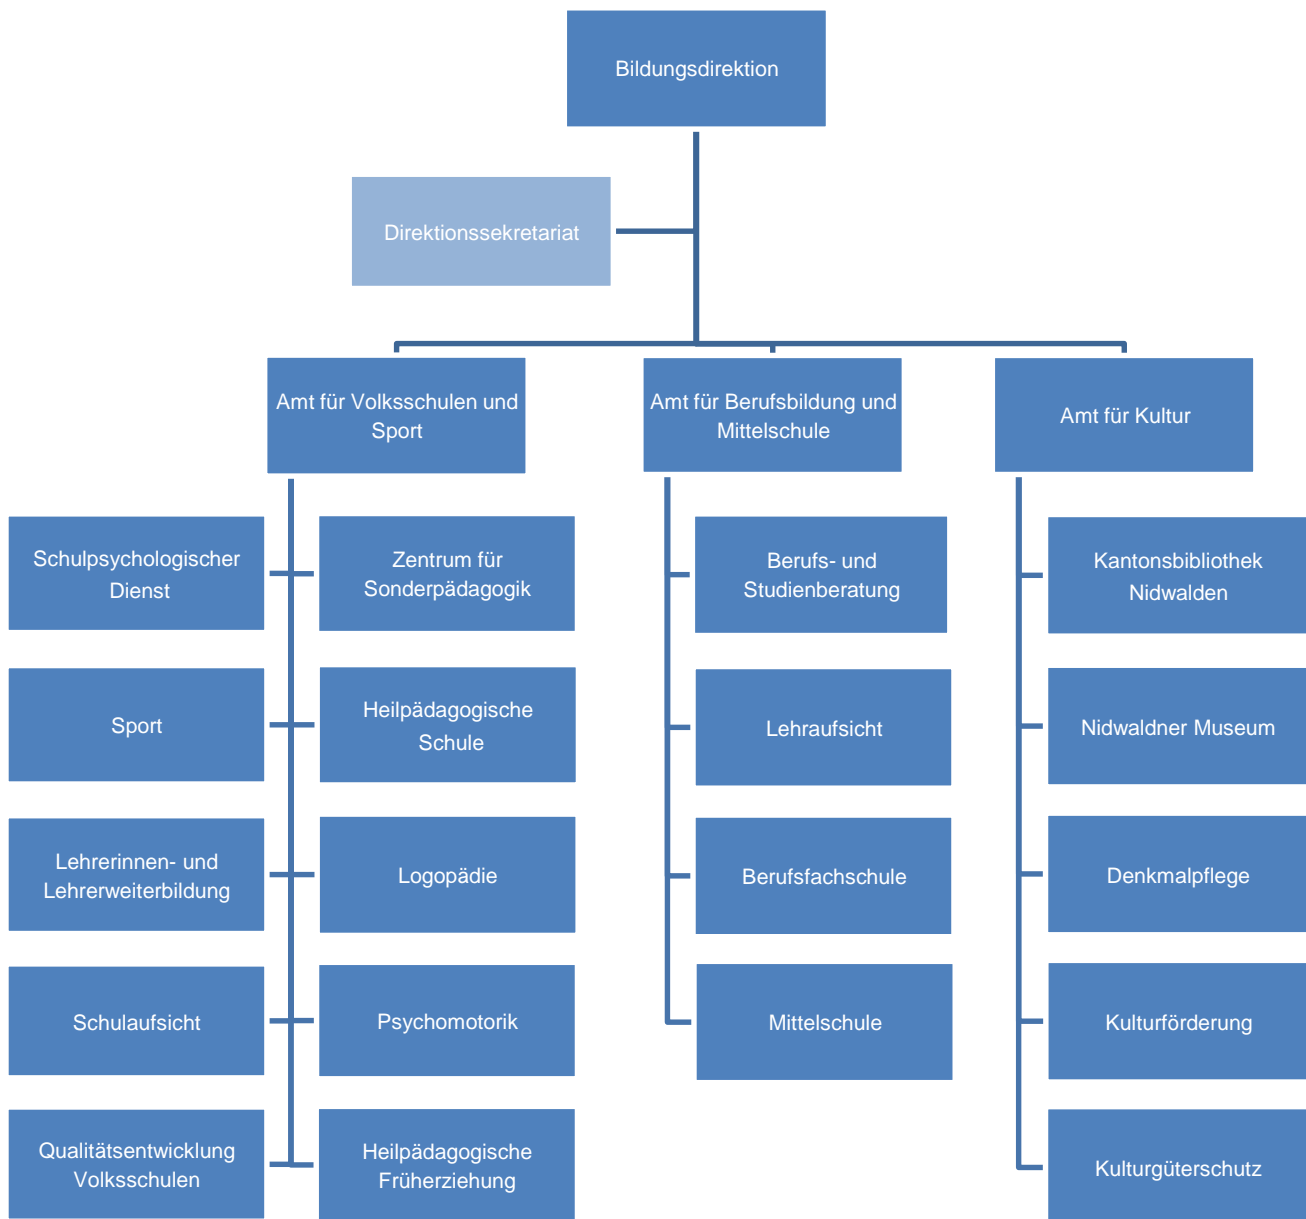 Bildungsdirektion
Direktionssekretariat
Amt für Volksschulen und
Sport
Amt für Berufsbildung und
Mittelschule
Amt für Kultur
Schulpsychologischer
Dienst
Zentrum für
Sonderpädagogik
Berufs- und
Studienberatung
Kantonsbibliothek
Nidwalden
Sport
Heilpädagogische
Schule
Lehraufsicht
Nidwaldner Museum
Lehrerinnen- und
Lehrerweiterbildung
Logopädie
Berufsfachschule
Denkmalpflege
Schulaufsicht
Psychomotorik
Mittelschule
Kulturförderung
Qualitätsentwicklung
Volksschulen
Heilpädagogische
Früherziehung
Kulturgüterschutz